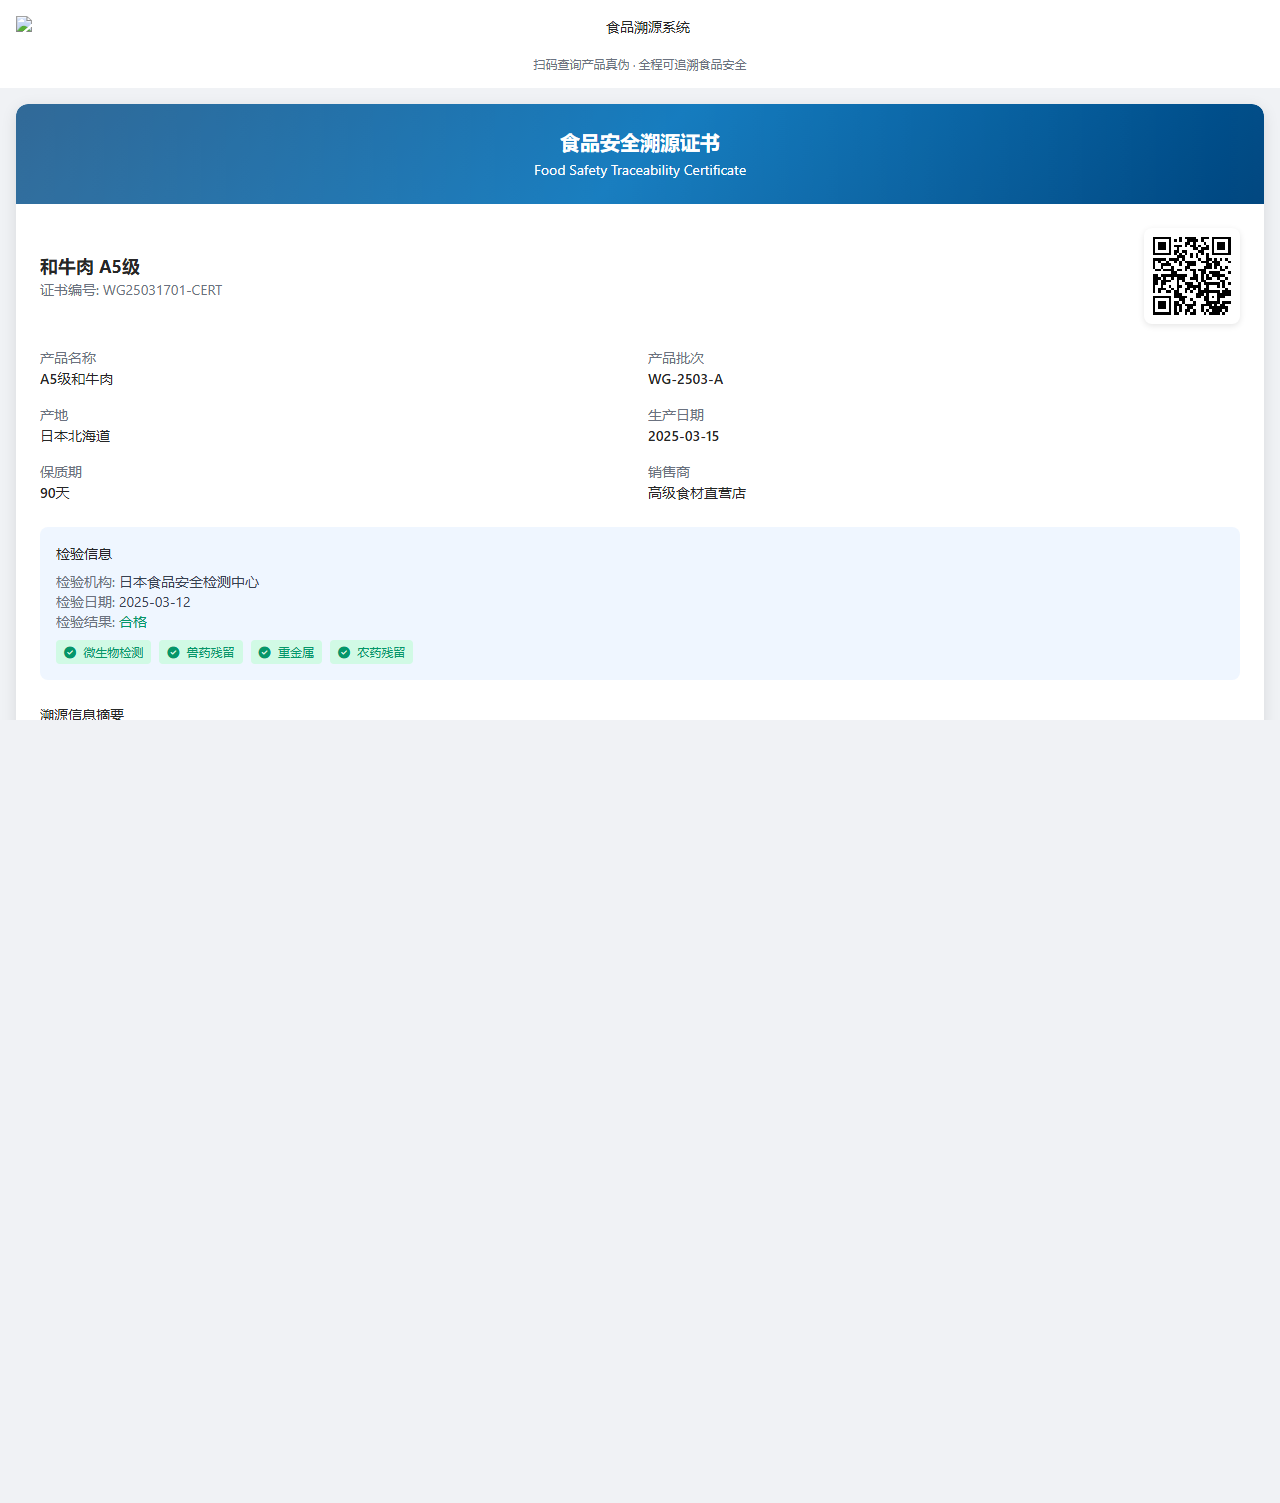 食品溯源系统
扫码查询产品真伪 · 全程可追溯食品安全
食品安全溯源证书
Food Safety Traceability Certificate
和牛肉 A5级
证书编号: WG25031701-CERT
产品名称
A5级和牛肉
产品批次
WG-2503-A
产地
日本北海道
生产日期
2025-03-15
保质期
90天
销售商
高级食材直营店
检验信息
检验机构: 日本食品安全检测中心
检验日期: 2025-03-12
检验结果: 合格
微生物检测
兽药残留
重金属
农药残留
溯源信息摘要